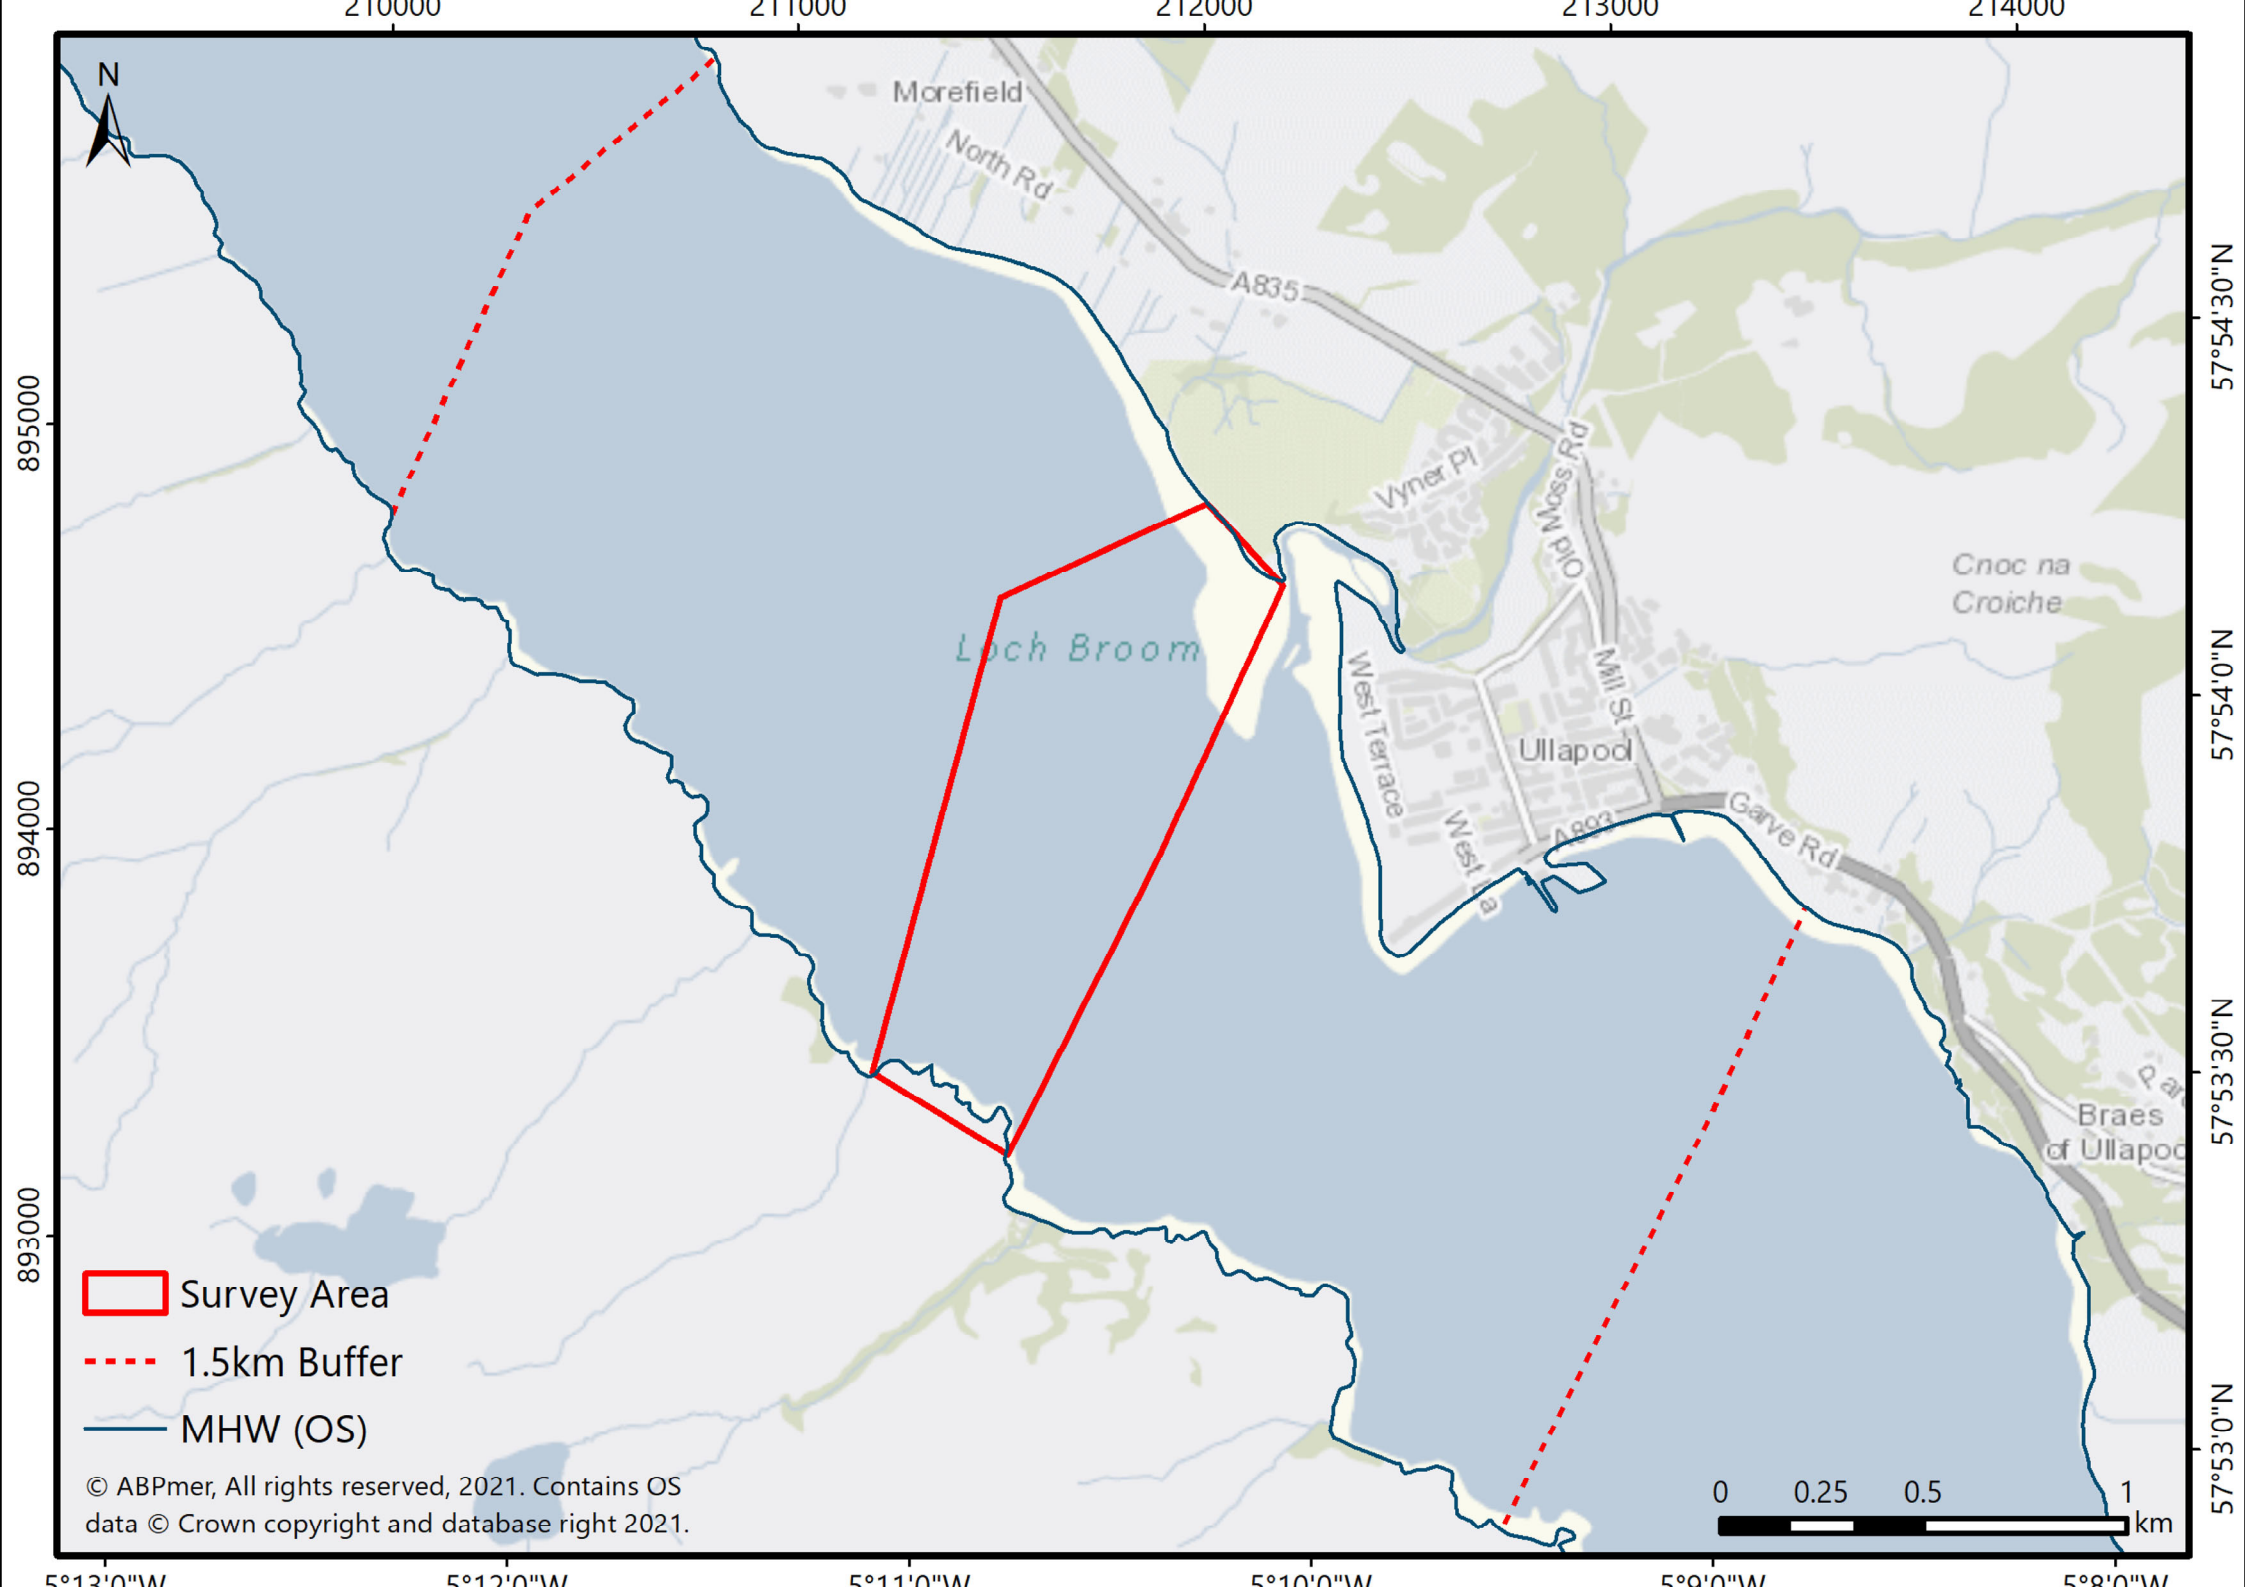 210000
211000
212000
213000
214000
N
Morefield
North Rd
A835
57°54'30"N
895000
Vyner Pl
Old Moss Rd
Cnoc na
Croiche
Loch Broom
West Terrace
Mill St
57°54'0"N
Ullapool
894000
West La
A893
Garve Rd
57°53'30"N
Braes
of Ullapoo
893000
Survey Area
1.5km Buffer
MHW (OS)
57°53'0"N
© ABPmer, All rights reserved, 2021. Contains OS
data © Crown copyright and database right 2021.
0 0.25 0.5 1
km
5°13'0"W
5°12'0"W
5°11'0"W
5°10'0"W
5°9'0"W
5°8'0"W